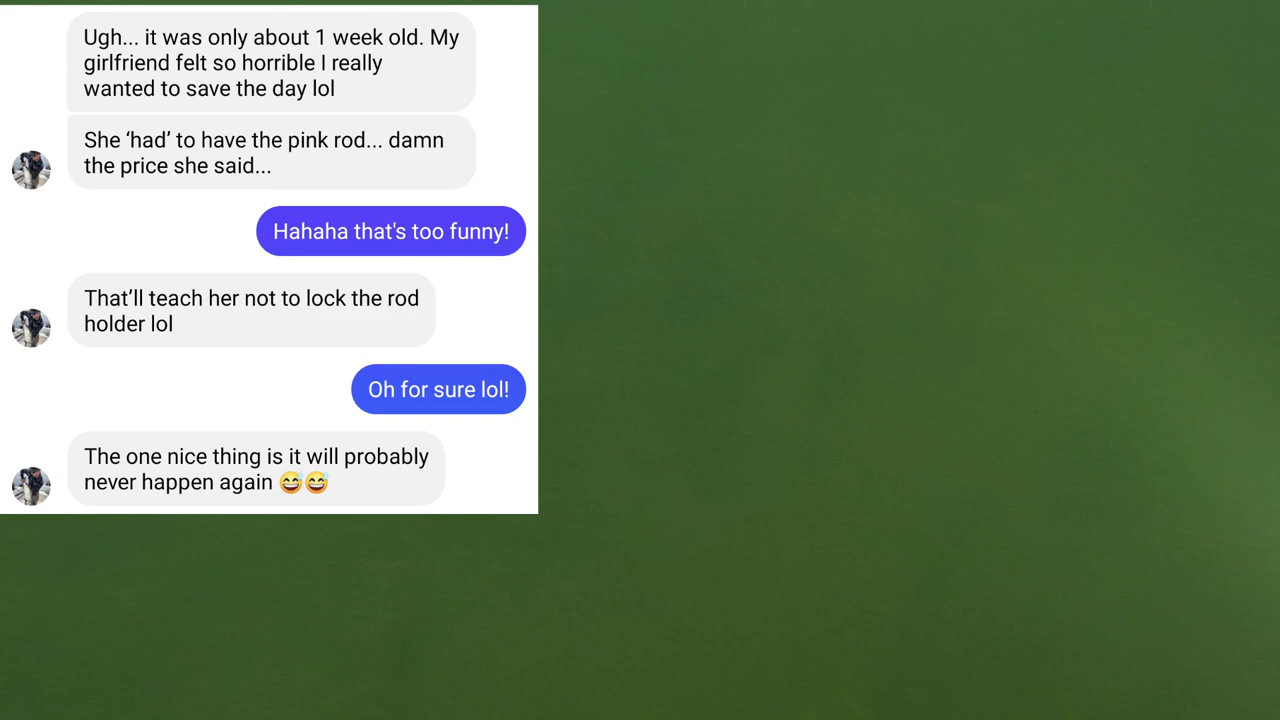 Ugh... it was only about 1 week old. My
girlfriend felt so horrible I really
wanted to save the day lol
She ‘had’ to have the pink rod... damn
the price she said...
Hahaha that's too funny!
That’ll teach her not to lock the rod
holder lol
Oh for sure lol!
The one nice thing is it will probably
never happen again 😅😅